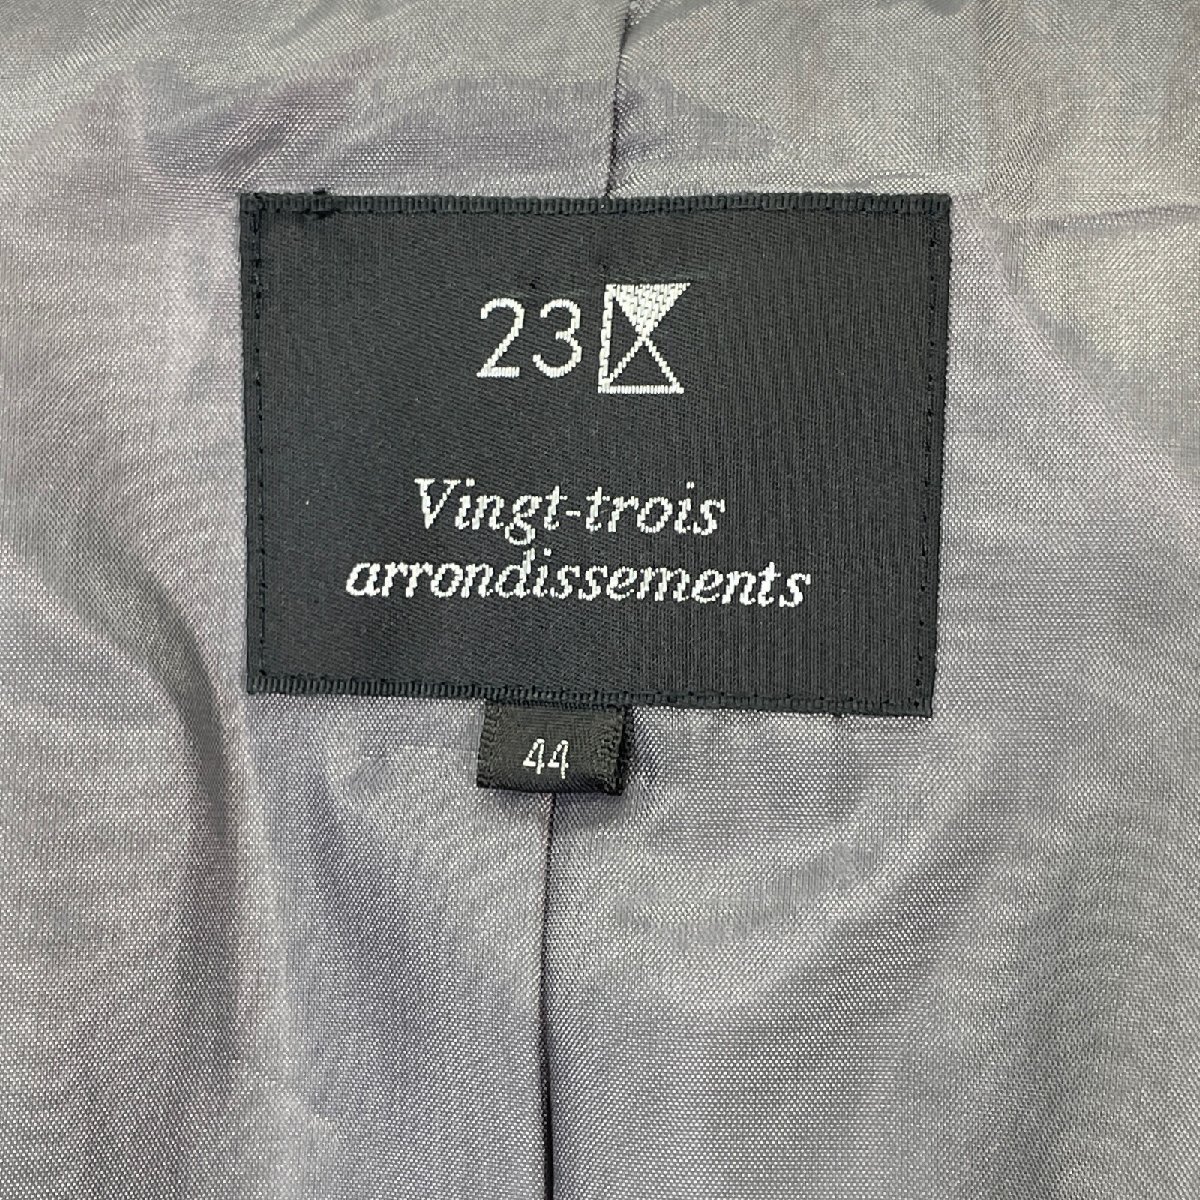 23
Vingt-trois
arrondissements
44